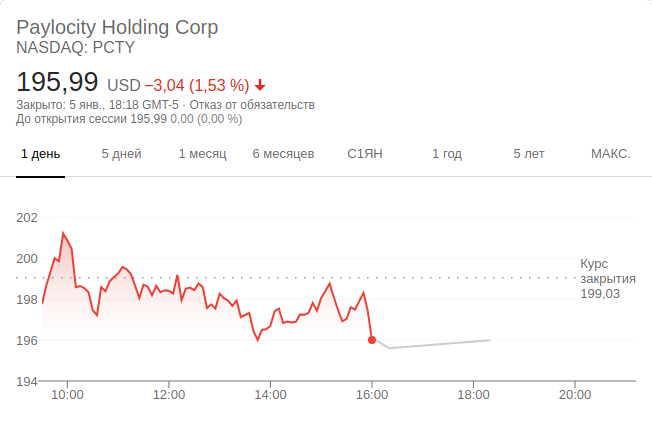 Paylocity Holding Corp
NASDAQ: PCTY
195,99 USD −3,04 (1,53 %)
Закрыто: 5 янв., 18:18 GMT-5 · Отказ от обязательств
До открытия сессии 195,99 0,00 (0,00 %)
1 день 5 дней 1 месяц 6 месяцев С1ЯН 1 год 5 лет МАКС.
202
200
198
196
194
Курс
закрытия
199,03
10:00 12:00 14:00 16:00 18:00 20:00